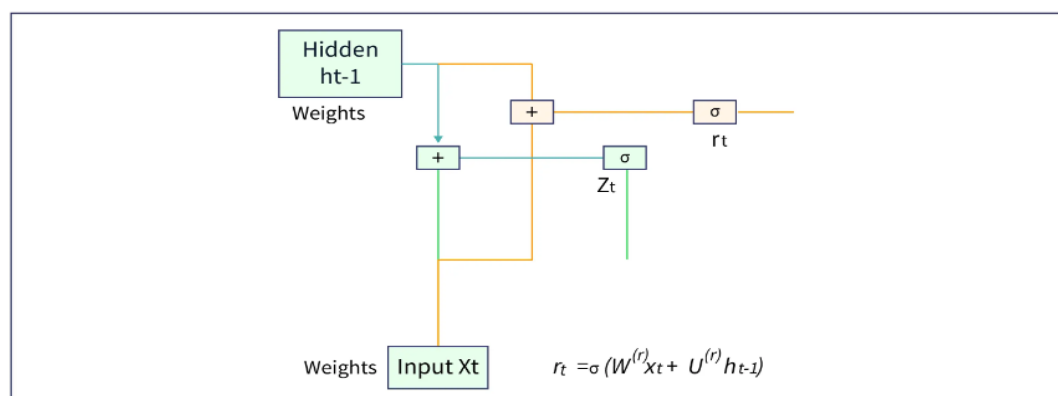 Hidden
ht-1
Weights
+
σ
rt
+
σ
Zt
Weights
Input Xt
rt =σ (W(r)xt + U(r)ht-1)